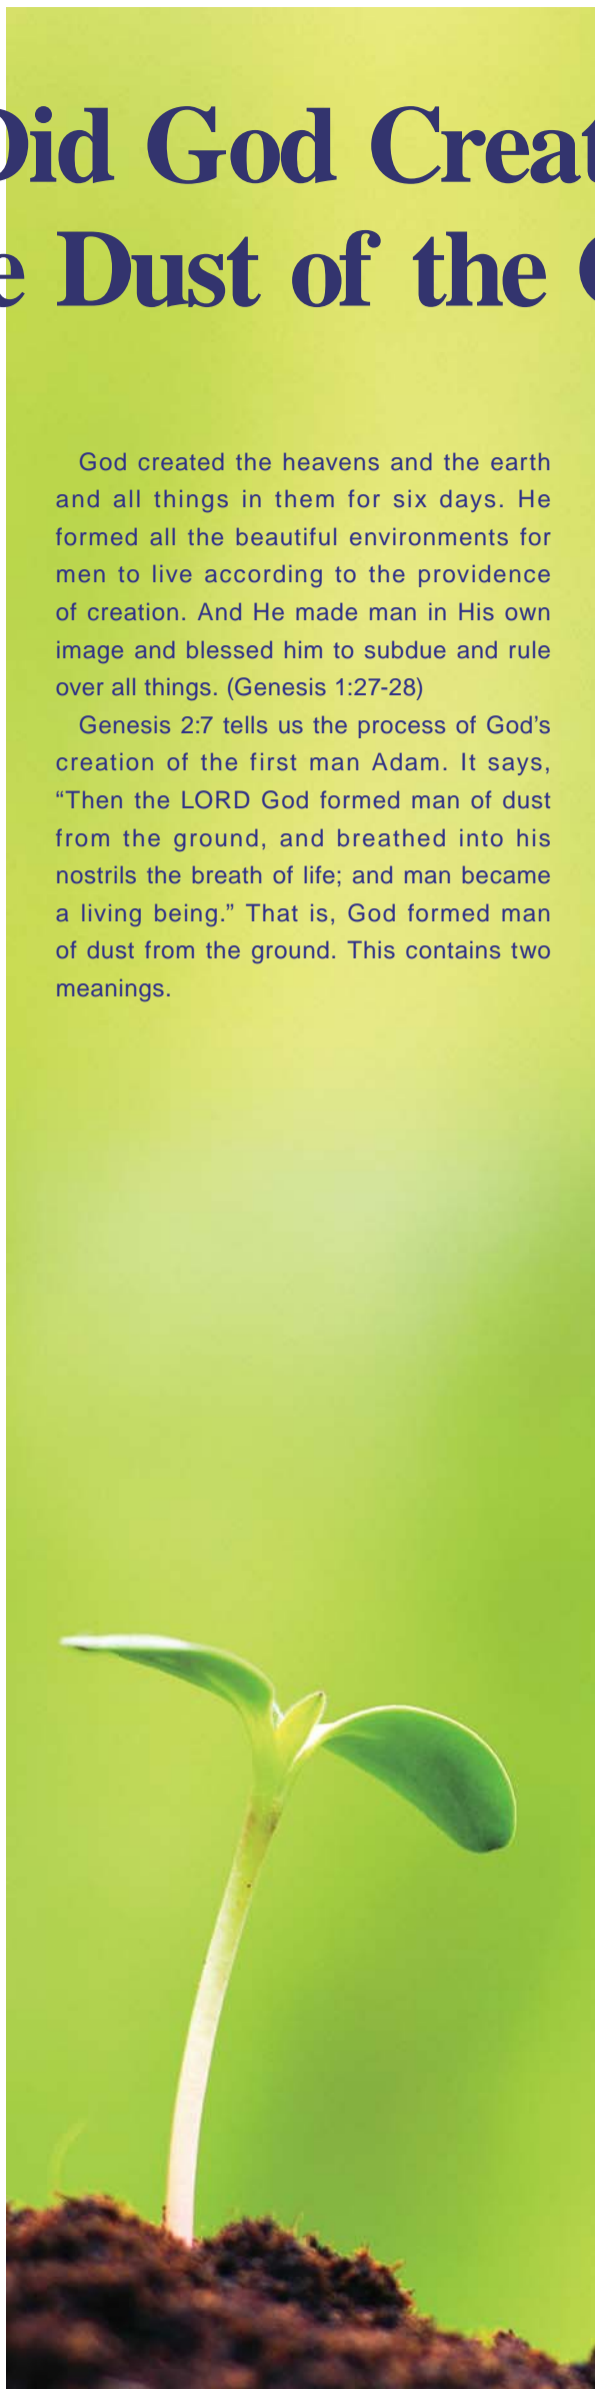 Did God Creat
e Dust of the
God created the heavens and the earth
and all things in them for six days. He
formed all the beautiful environments for
men to live according to the providence
of creation. And He made man in His own
image and blessed him to subdue and rule
over all things. (Genesis 1:27-28)
Genesis 2:7 tells us the process of God’s
creation of the first man Adam. It says,
“Then the LORD God formed man of dust
from the ground, and breathed into his
nostrils the breath of life; and man became
a living being.” That is, God formed man
of dust from the ground. This contains two
meanings.